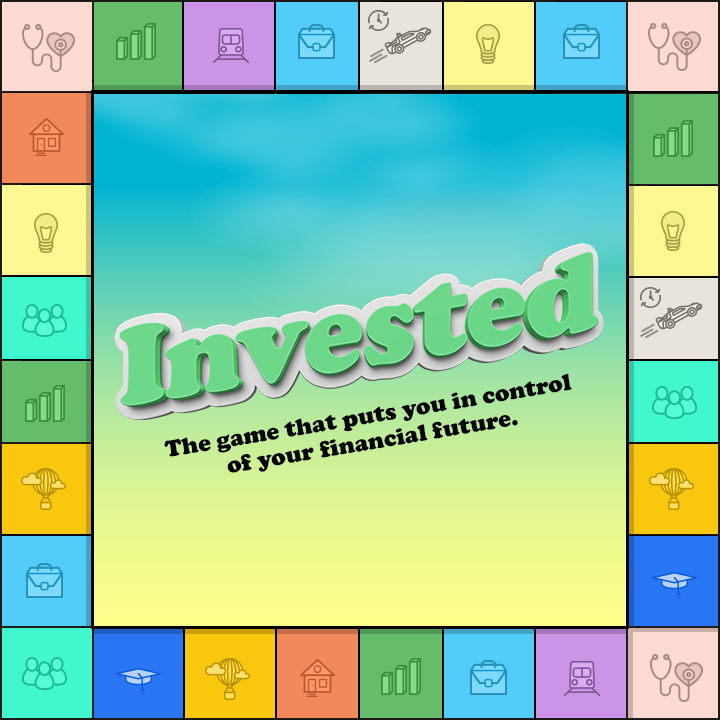 Invested
The game that puts you in control
of your financial future.